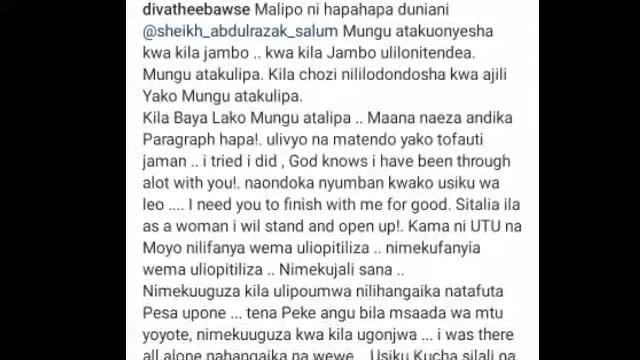 divatheebawse Malipo ni hapahapa duniani
@sheikh_abdulrazak_salum Mungu atakuonyesha
kwa kila jambo .. kwa kila Jambo ulilonitendea.
Mungu atakulipa. Kila chozi nililodondosha kwa ajili
Yako Mungu atakulipa.
Kila Baya Lako Mungu atalipa .. Maana naeza andika
Paragraph hapa!. ulivyo na matendo yako tofauti
jaman .. i tried i did , God knows i have been through
alot with you!. naondoka nyumban kwako usiku wa
leo .... I need you to finish with me for good. Sitalia ila
as a woman i wil stand and open up!. Kama ni UTU na
Moyo nilifanya wema uliopitiliza .. nimekufanyia
wema uliopitiliza .. Nimekujali sana ..
Nimekuuguza kila ulipoumwa nilihangaika natafuta
Pesa upone ... tena Peke angu bila msaada wa mtu
yoyote, nimekuuguza kwa kila ugonjwa ... i was there
all alone nahangaika na wewe .. Usiku Kucha silali na